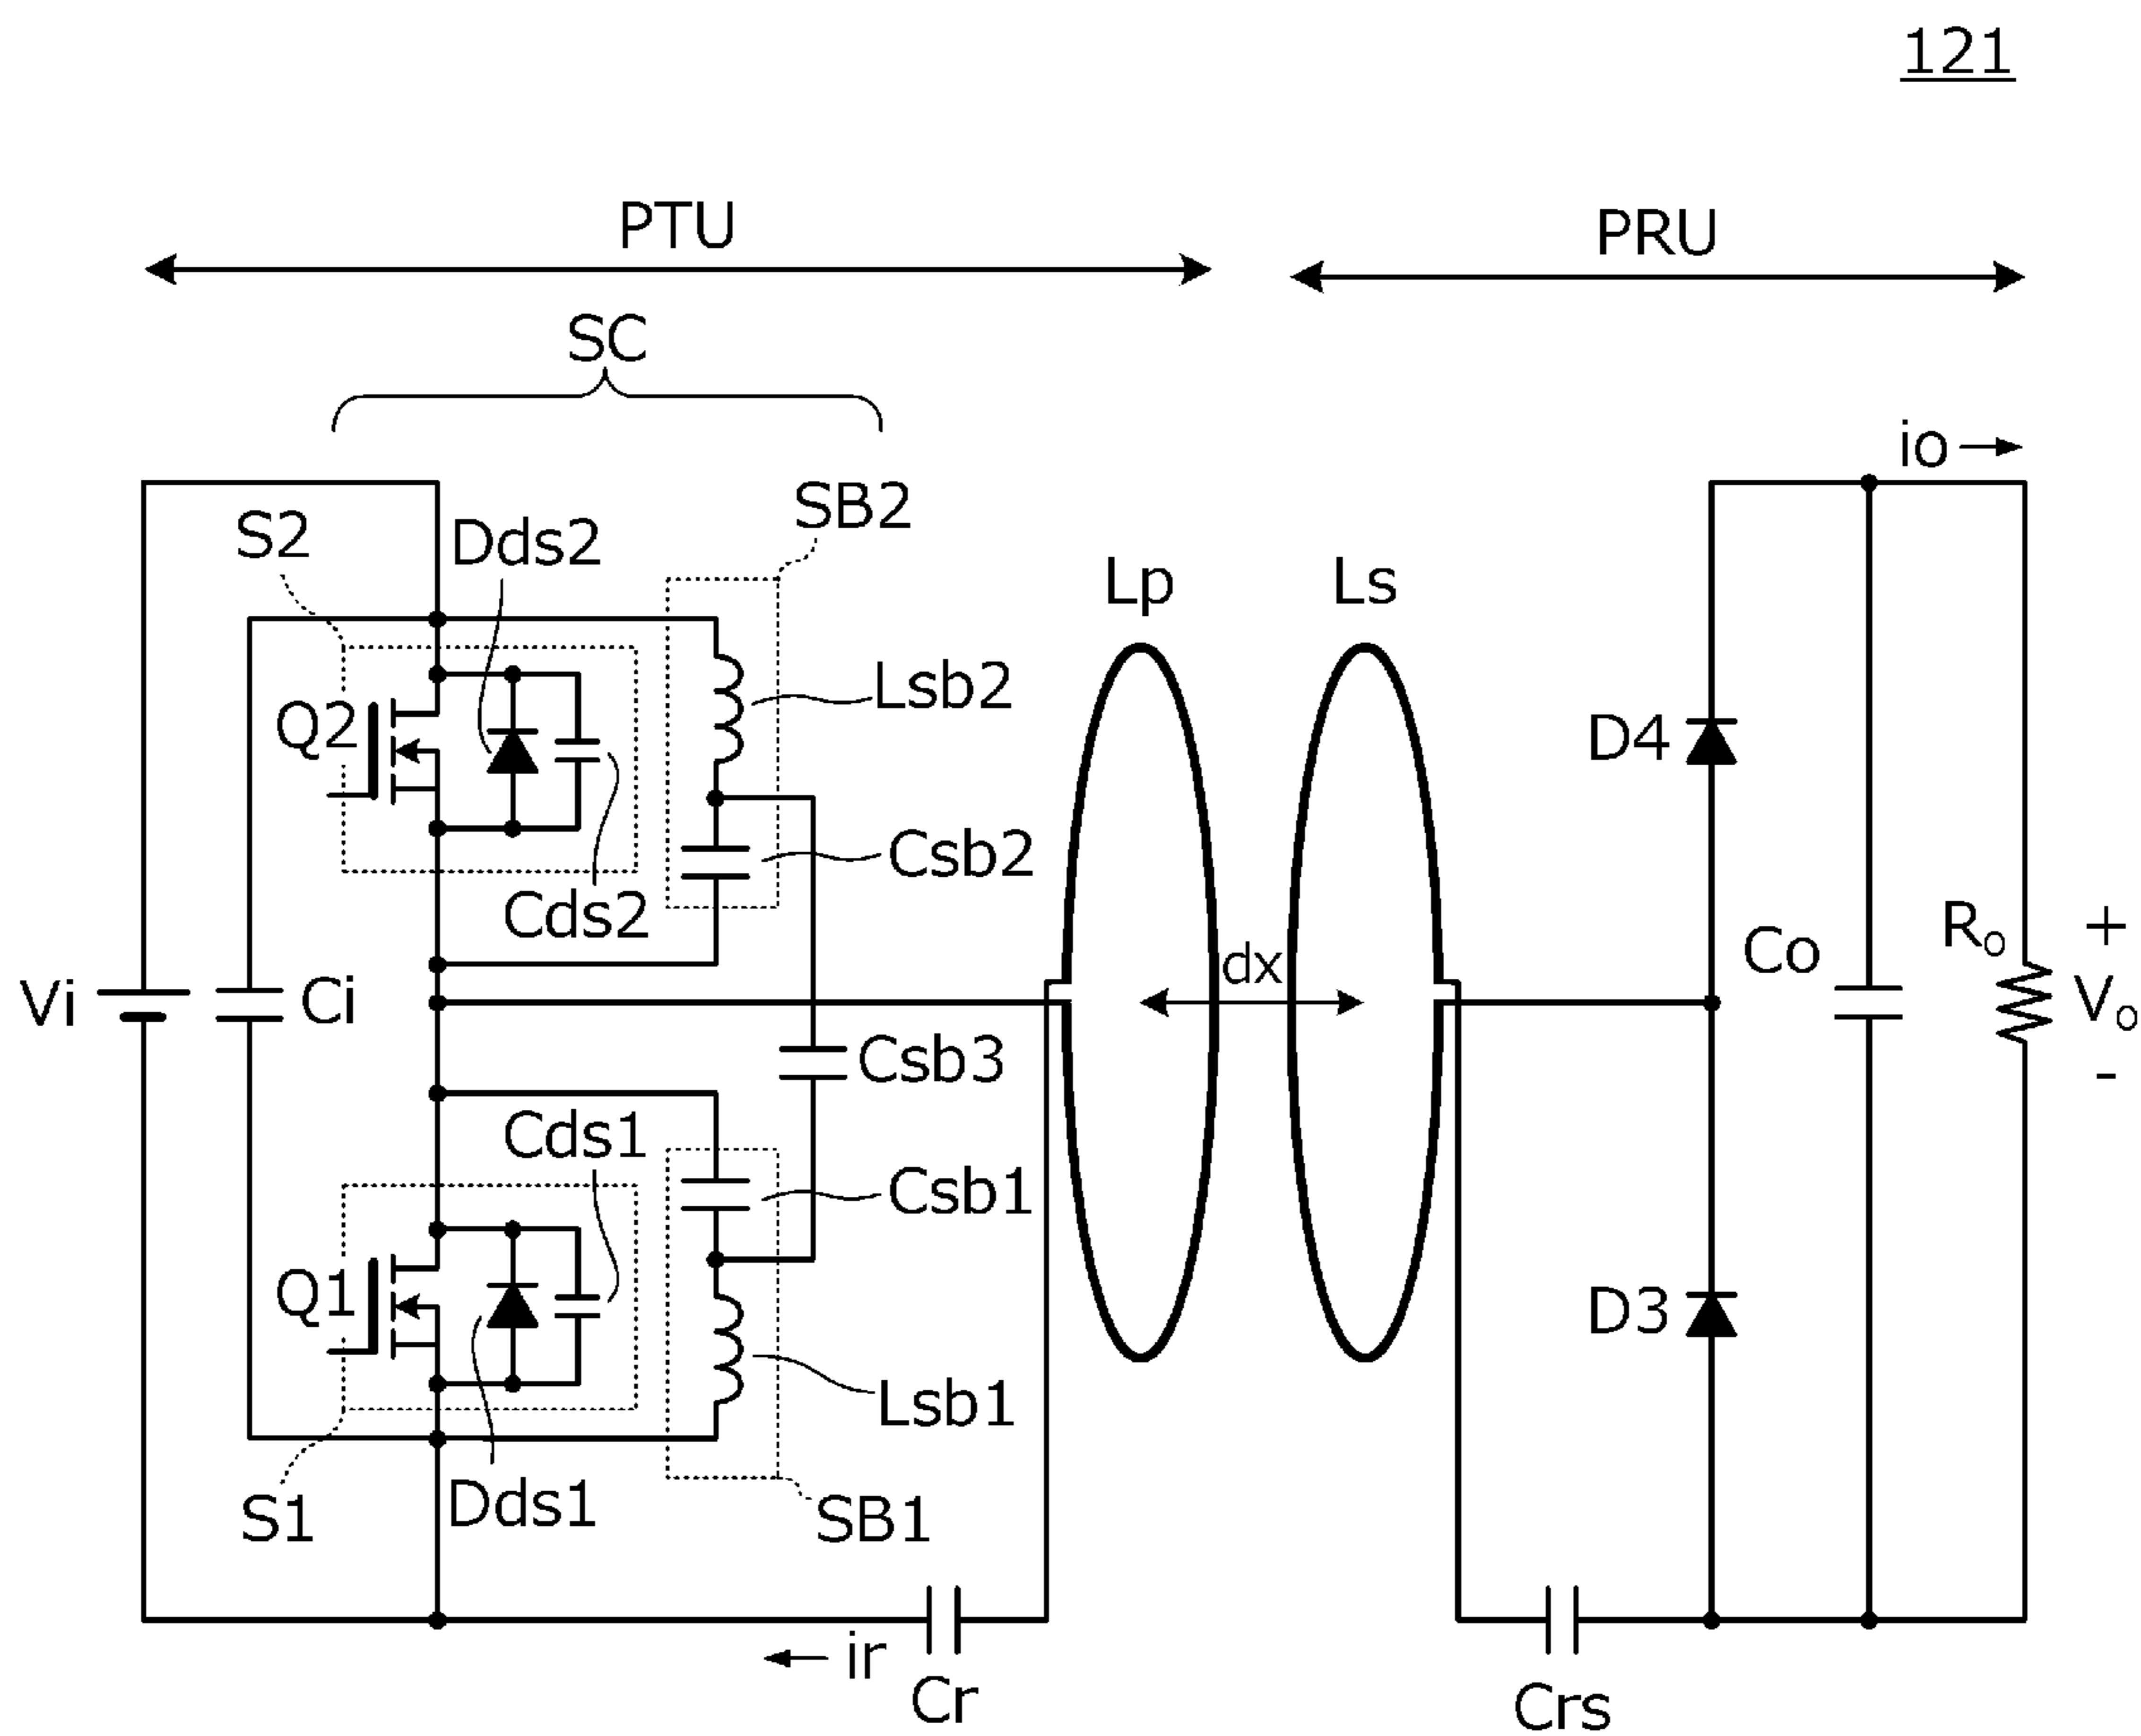 121
PTU
PRU
SC
io
S2
Dds2
SB2
Lp
Ls
Lsb2
Q2
D4
Csb2
Cds2
Ro
+
Co
dx
Vi
Ci
Vo
Csb3
-
Cds1
Csb1
Q1
D3
Lsb1
Dds1
S1
SB1
ir
Cr
Crs